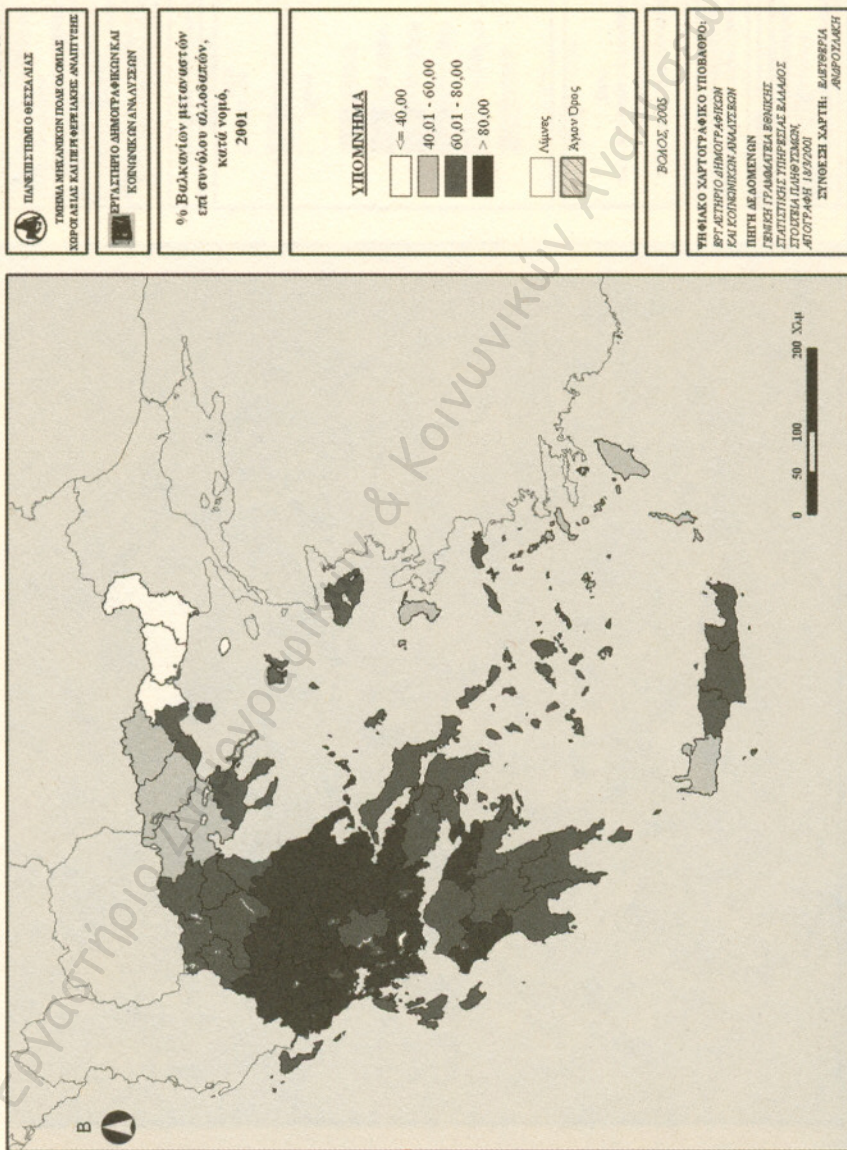 ΠΑΝΕΠΙΣΤΗΜΙΟ ΘΕΣΣΑΛΙΑΣ
ΤΜΗΜΑ ΜΗΧΑΝΙΚΩΝ ΠΟΛΕΟΔΟΜΙΑΣ
ΧΩΡΟΤΑΞΙΑΣ ΚΑΙ ΠΕΡΙΦΕΡΕΙΑΚΗΣ ΑΝΑΠΤΥΞΗΣ
ΕΡΓΑΣΤΗΡΙΟ ΔΗΜΟΓΡΑΦΙΚΩΝ ΚΑΙ
ΚΟΙΝΩΝΙΚΩΝ ΑΝΑΛΥΣΕΩΝ
% Βαλκανίων μεταναστών
επί συνόλου αλλοδαπών,
κατά νομό,
2001
ΥΠΟΜΝΗΜΑ
<= 40,00
40,01 - 60,00
60,01 - 80,00
> 80,00
Λίμνες
Άγιον Όρος
ΒΟΛΟΣ, 2005
ΨΗΦΙΑΚΟ ΧΑΡΤΟΓΡΑΦΙΚΟ ΥΠΟΒΑΘΡΟ:
ΕΡΓΑΣΤΗΡΙΟ ΔΗΜΟΓΡΑΦΙΚΩΝ
ΚΑΙ ΚΟΙΝΩΝΙΚΩΝ ΑΝΑΛΥΣΕΩΝ
ΠΗΓΗ ΔΕΔΟΜΕΝΩΝ
ΓΕΝΙΚΗ ΓΡΑΜΜΑΤΕΙΑ ΕΘΝΙΚΗΣ
ΣΤΑΤΙΣΤΙΚΗΣ ΥΠΗΡΕΣΙΑΣ ΕΛΛΑΔΟΣ
ΣΤΟΙΧΕΙΑ ΠΛΗΘΥΣΜΟΥ,
ΑΠΟΓΡΑΦΗ 18/3/2001
ΣΥΝΘΕΣΗ ΧΑΡΤΗ: ΕΛΕΥΘΕΡΙΑ
ΑΝΔΡΟΥΛΑΚΗ
Β
0 50 100 200 Χλμ
Εργαστήριο Δημογραφικών & Κοινωνικών Αναλύσεων